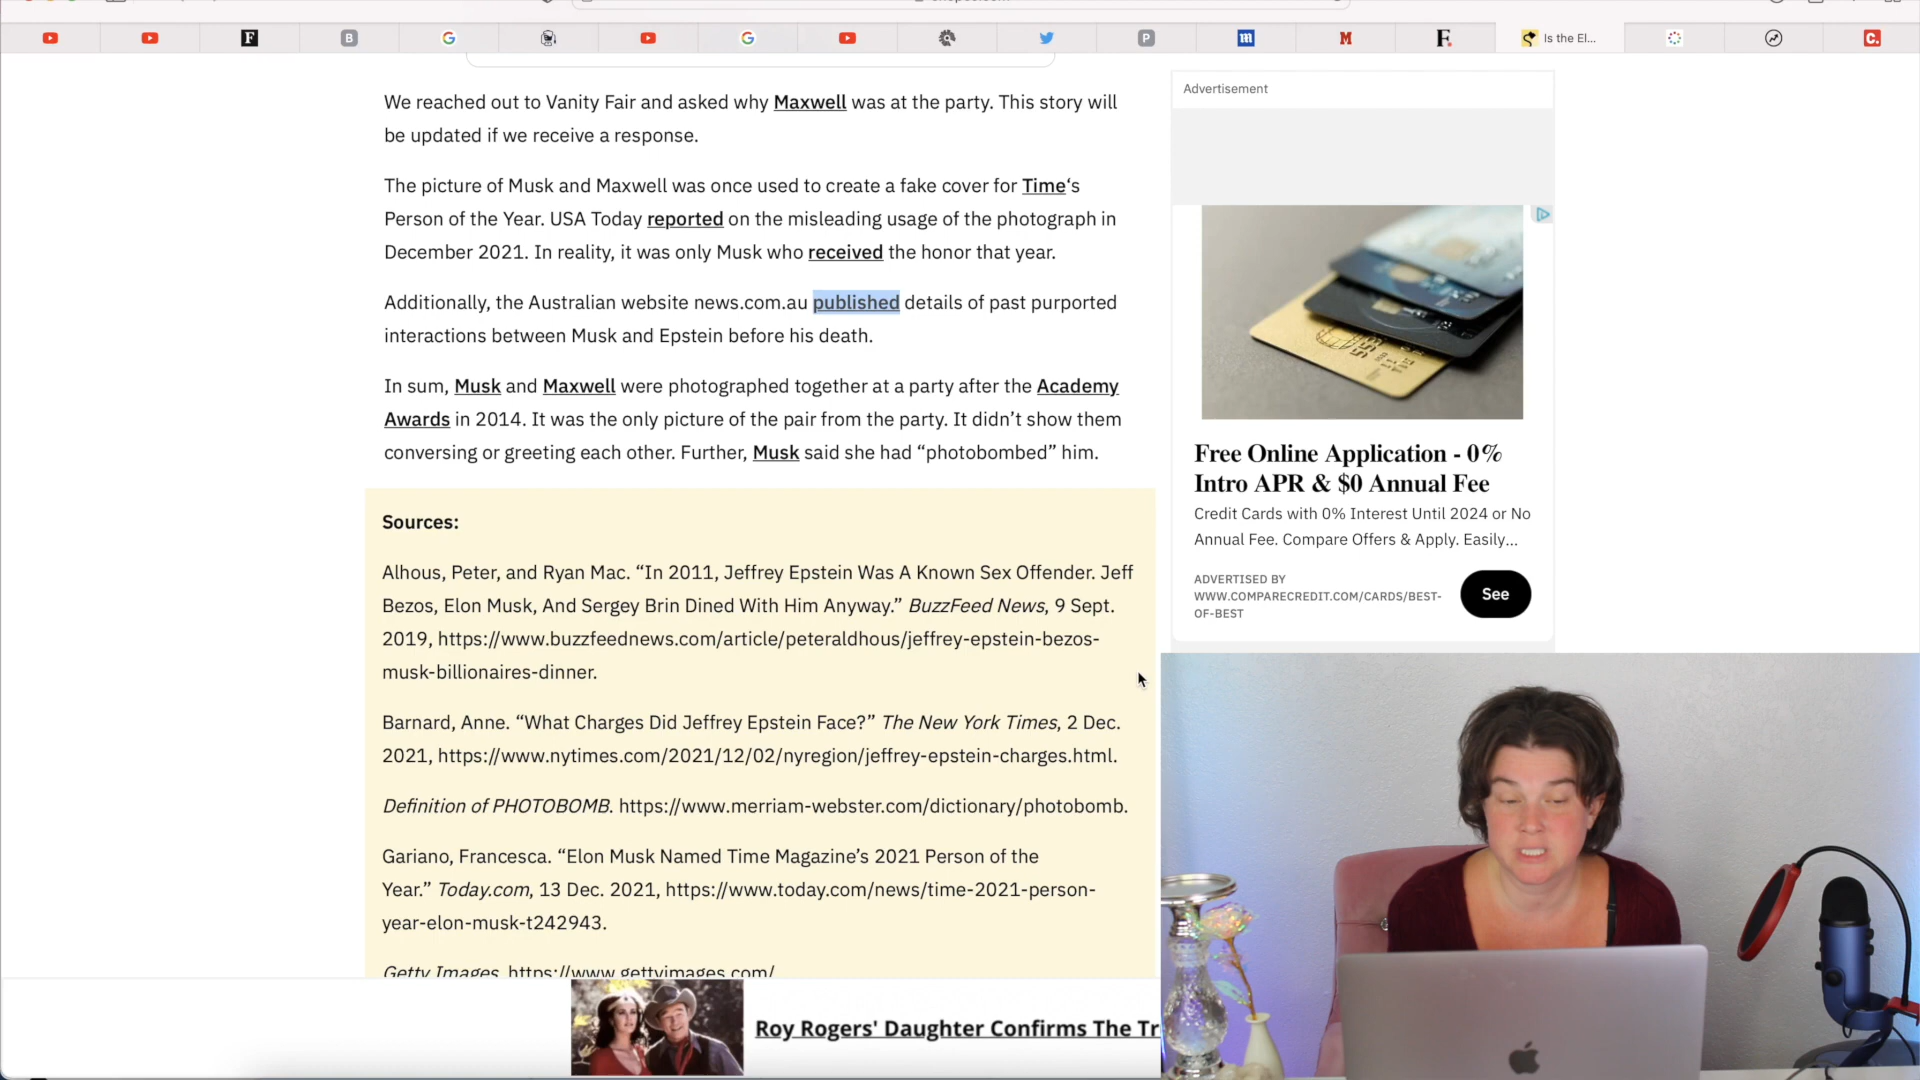 Is the El...
We reached out to Vanity Fair and asked why Maxwell was at the party. This story will
be updated if we receive a response.
The picture of Musk and Maxwell was once used to create a fake cover for Time‘s
Person of the Year. USA Today reported on the misleading usage of the photograph in
December 2021. In reality, it was only Musk who received the honor that year.
Additionally, the Australian website news.com.au published details of past purported
interactions between Musk and Epstein before his death.
In sum, Musk and Maxwell were photographed together at a party after the Academy
Awards in 2014. It was the only picture of the pair from the party. It didn’t show them
conversing or greeting each other. Further, Musk said she had “photobombed” him.
Sources:
Alhous, Peter, and Ryan Mac. “In 2011, Jeffrey Epstein Was A Known Sex Offender. Jeff
Bezos, Elon Musk, And Sergey Brin Dined With Him Anyway.” BuzzFeed News, 9 Sept.
2019, https://www.buzzfeednews.com/article/peteraldhous/jeffrey-epstein-bezos-
musk-billionaires-dinner.
Barnard, Anne. “What Charges Did Jeffrey Epstein Face?” The New York Times, 2 Dec.
2021, https://www.nytimes.com/2021/12/02/nyregion/jeffrey-epstein-charges.html.
Definition of PHOTOBOMB. https://www.merriam-webster.com/dictionary/photobomb.
Gariano, Francesca. “Elon Musk Named Time Magazine’s 2021 Person of the
Year.” Today.com, 13 Dec. 2021, https://www.today.com/news/time-2021-person-
year-elon-musk-t242943.
Getty Images. https://www.gettyimages.com/
Advertisement
Free Online Application - 0%
Intro APR & $0 Annual Fee
Credit Cards with 0% Interest Until 2024 or No
Annual Fee. Compare Offers & Apply. Easily...
ADVERTISED BY
WWW.COMPARECREDIT.COM/CARDS/BEST-
OF-BEST
See
Roy Rogers' Daughter Confirms The Tr